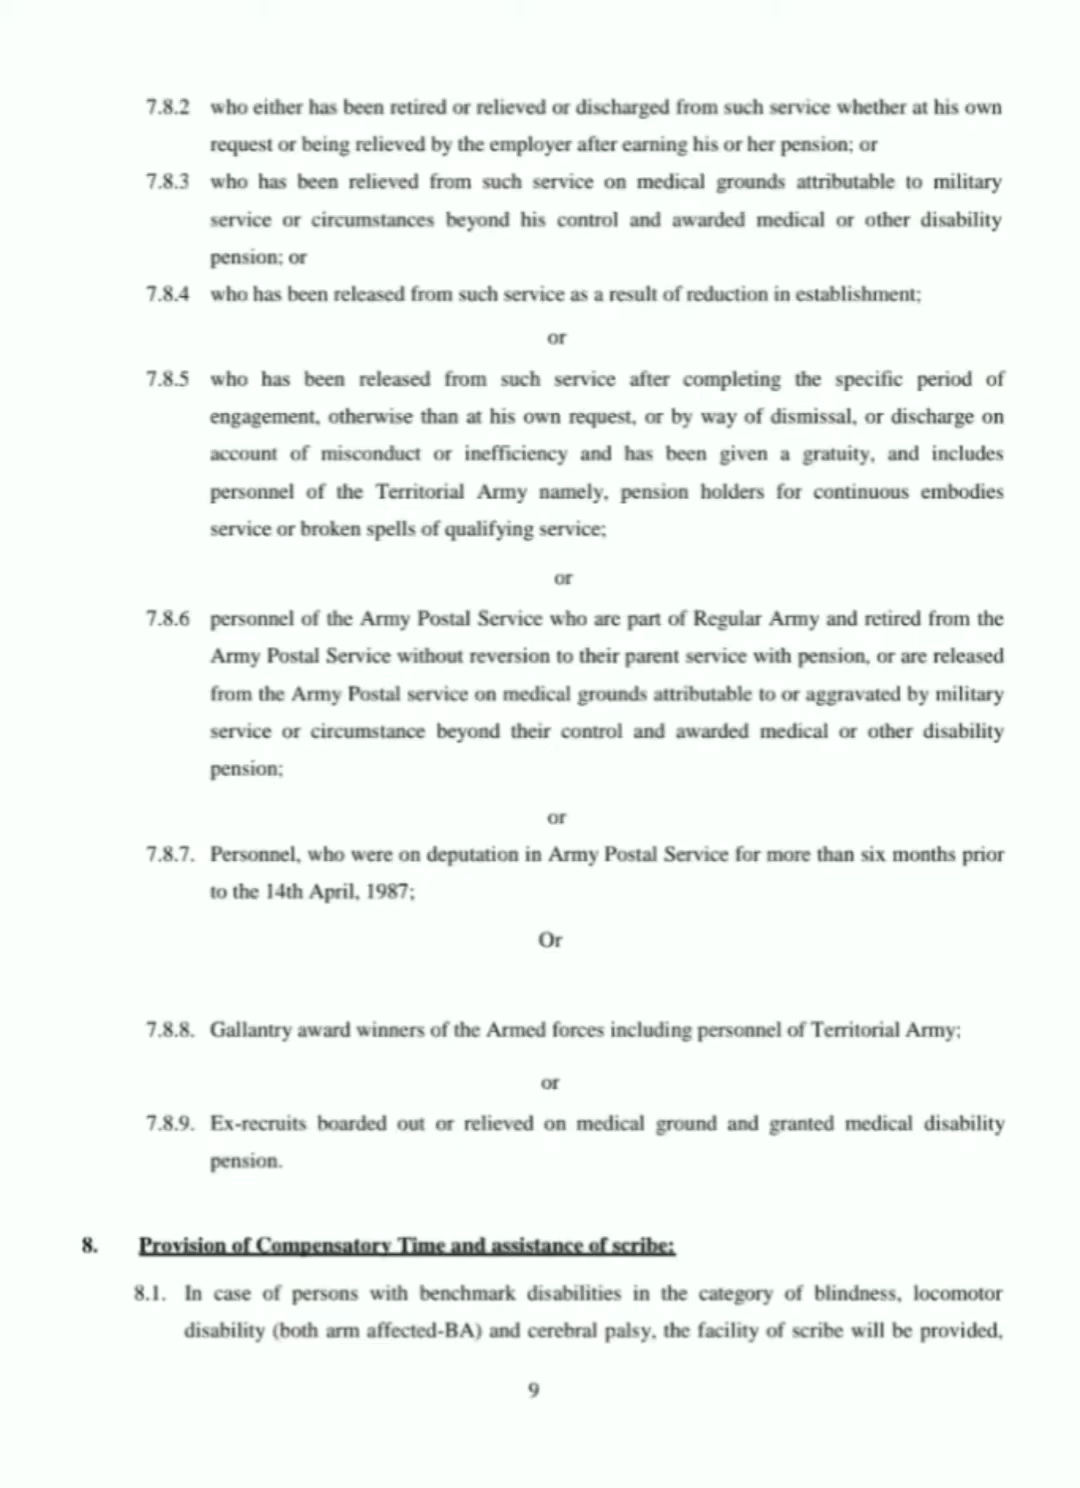 7.8.2 who either has been retired or relieved or discharged from such service whether at his own
request or being relieved by the employer after earning his or her pension; or
7.8.3 who has been relieved from such service on medical grounds attributable to military
service or circumstances beyond his control and awarded medical or other disability
pension; or
7.8.4 who has been released from such service as a result of reduction in establishment;
or
7.8.5 who has been released from such service after completing the specific period of
engagement, otherwise than at his own request, or by way of dismissal, or discharge on
account of misconduct or inefficiency and has been given a gratuity, and includes
personnel of the Territorial Army namely, pension holders for continuous embodies
service or broken spells of qualifying service;
or
7.8.6 personnel of the Army Postal Service who are part of Regular Army and retired from the
Army Postal Service without reversion to their parent service with pension, or are released
from the Army Postal service on medical grounds attributable to or aggravated by military
service or circumstance beyond their control and awarded medical or other disability
pension;
or
7.8.7. Personnel, who were on deputation in Army Postal Service for more than six months prior
to the 14th April, 1987;
Or
7.8.8. Gallantry award winners of the Armed forces including personnel of Territorial Army;
or
7.8.9. Ex-recruits boarded out or relieved on medical ground and granted medical disability
pension.
8. Provision of Compensatory Time and assistance of scribe:
8.1. In case of persons with benchmark disabilities in the category of blindness, locomotor
disability (both arm affected-BA) and cerebral palsy, the facility of scribe will be provided,
9